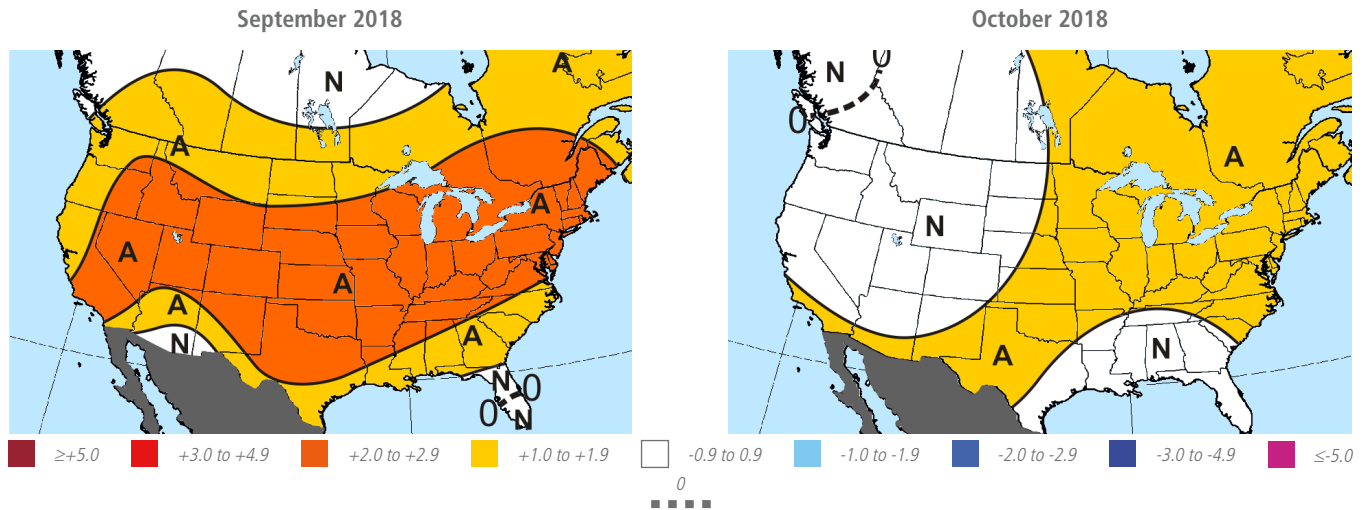 September 2018
October 2018
N
A
A
A
A
A
A
N
A
N
0
0
N
N
0
0
A
N
A
N
≥+5.0
+3.0 to +4.9
+2.0 to +2.9
+1.0 to +1.9
-0.9 to 0.9
-1.0 to -1.9
-2.0 to -2.9
-3.0 to -4.9
≤-5.0
0